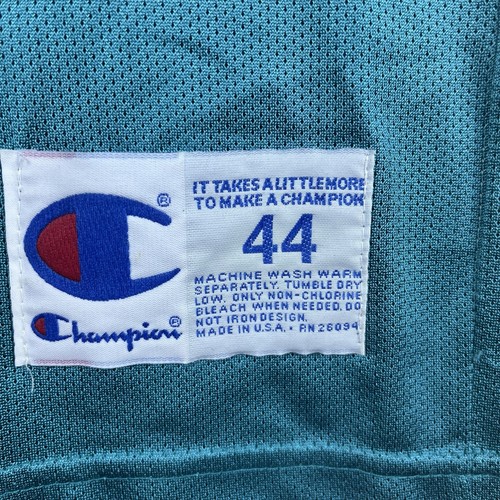 ®
Champion®
IT TAKES A LITTLE MORE
TO MAKE A CHAMPION
44
MACHINE WASH WARM
SEPARATELY. TUMBLE DRY
LOW. ONLY NON-CHLORINE
BLEACH WHEN NEEDED. DO
NOT IRON DESIGN.
MADE IN U.S.A. • RN 26094